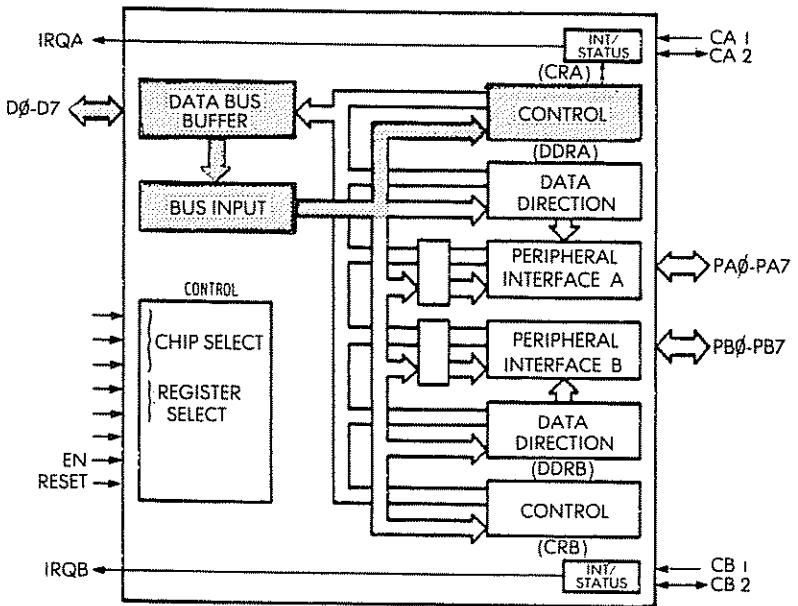 IRQA
INT/
STATUS
CA 1
CA 2
(CRA)
DØ-D7
DATA BUS
BUFFER
CONTROL
(DDRA)
BUS INPUT
DATA
DIRECTION
PERIPHERAL
INTERFACE A
PAØ-PA7
CONTROL
CHIP SELECT
REGISTER
SELECT
EN
RESET
PERIPHERAL
INTERFACE B
PBØ-PB7
DATA
DIRECTION
(DDRB)
CONTROL
(CRB)
IRQB
INT/
STATUS
CB 1
CB 2